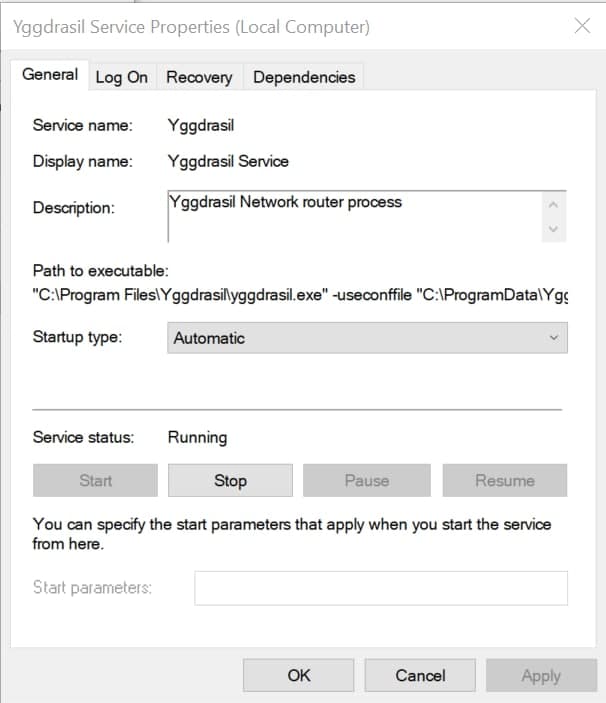 Yggdrasil Service Properties (Local Computer)
General Log On Recovery Dependencies
Service name: Yggdrasil
Display name: Yggdrasil Service
Description: Yggdrasil Network router process
Path to executable:
"C:\Program Files\Yggdrasil\yggdrasil.exe" -useconffile "C:\ProgramData\Ygg
Startup type: Automatic
Service status: Running
Start Stop Pause Resume
You can specify the start parameters that apply when you start the service
from here.
Start parameters:
OK Cancel Apply